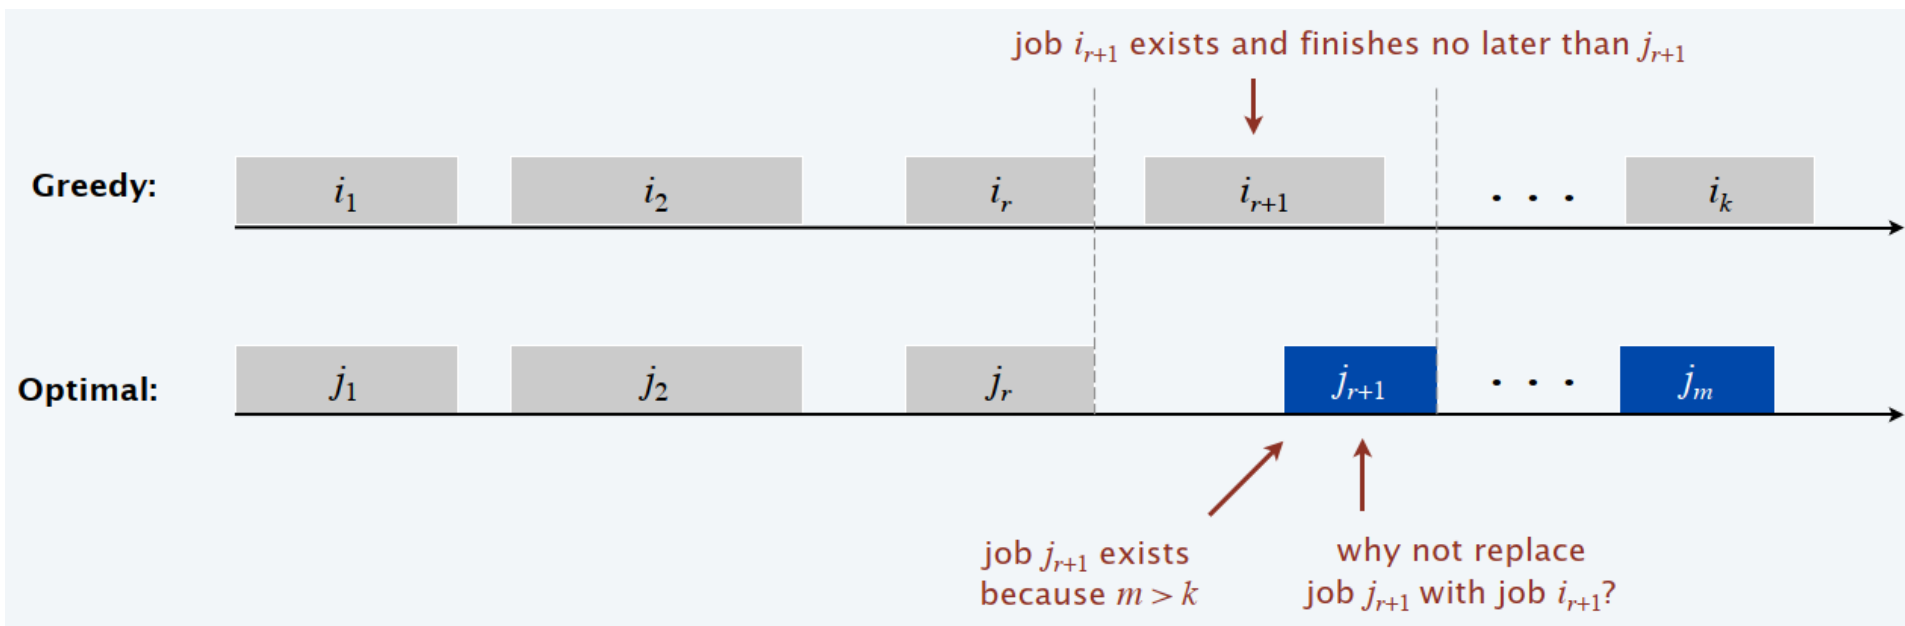 job i_{r+1} exists and finishes no later than j_{r+1}
Greedy:
i_1
i_2
i_r
i_{r+1}
. . .
i_k
Optimal:
j_1
j_2
j_r
j_{r+1}
. . .
j_m
job j_{r+1} exists
because m > k
why not replace
job j_{r+1} with job i_{r+1}?